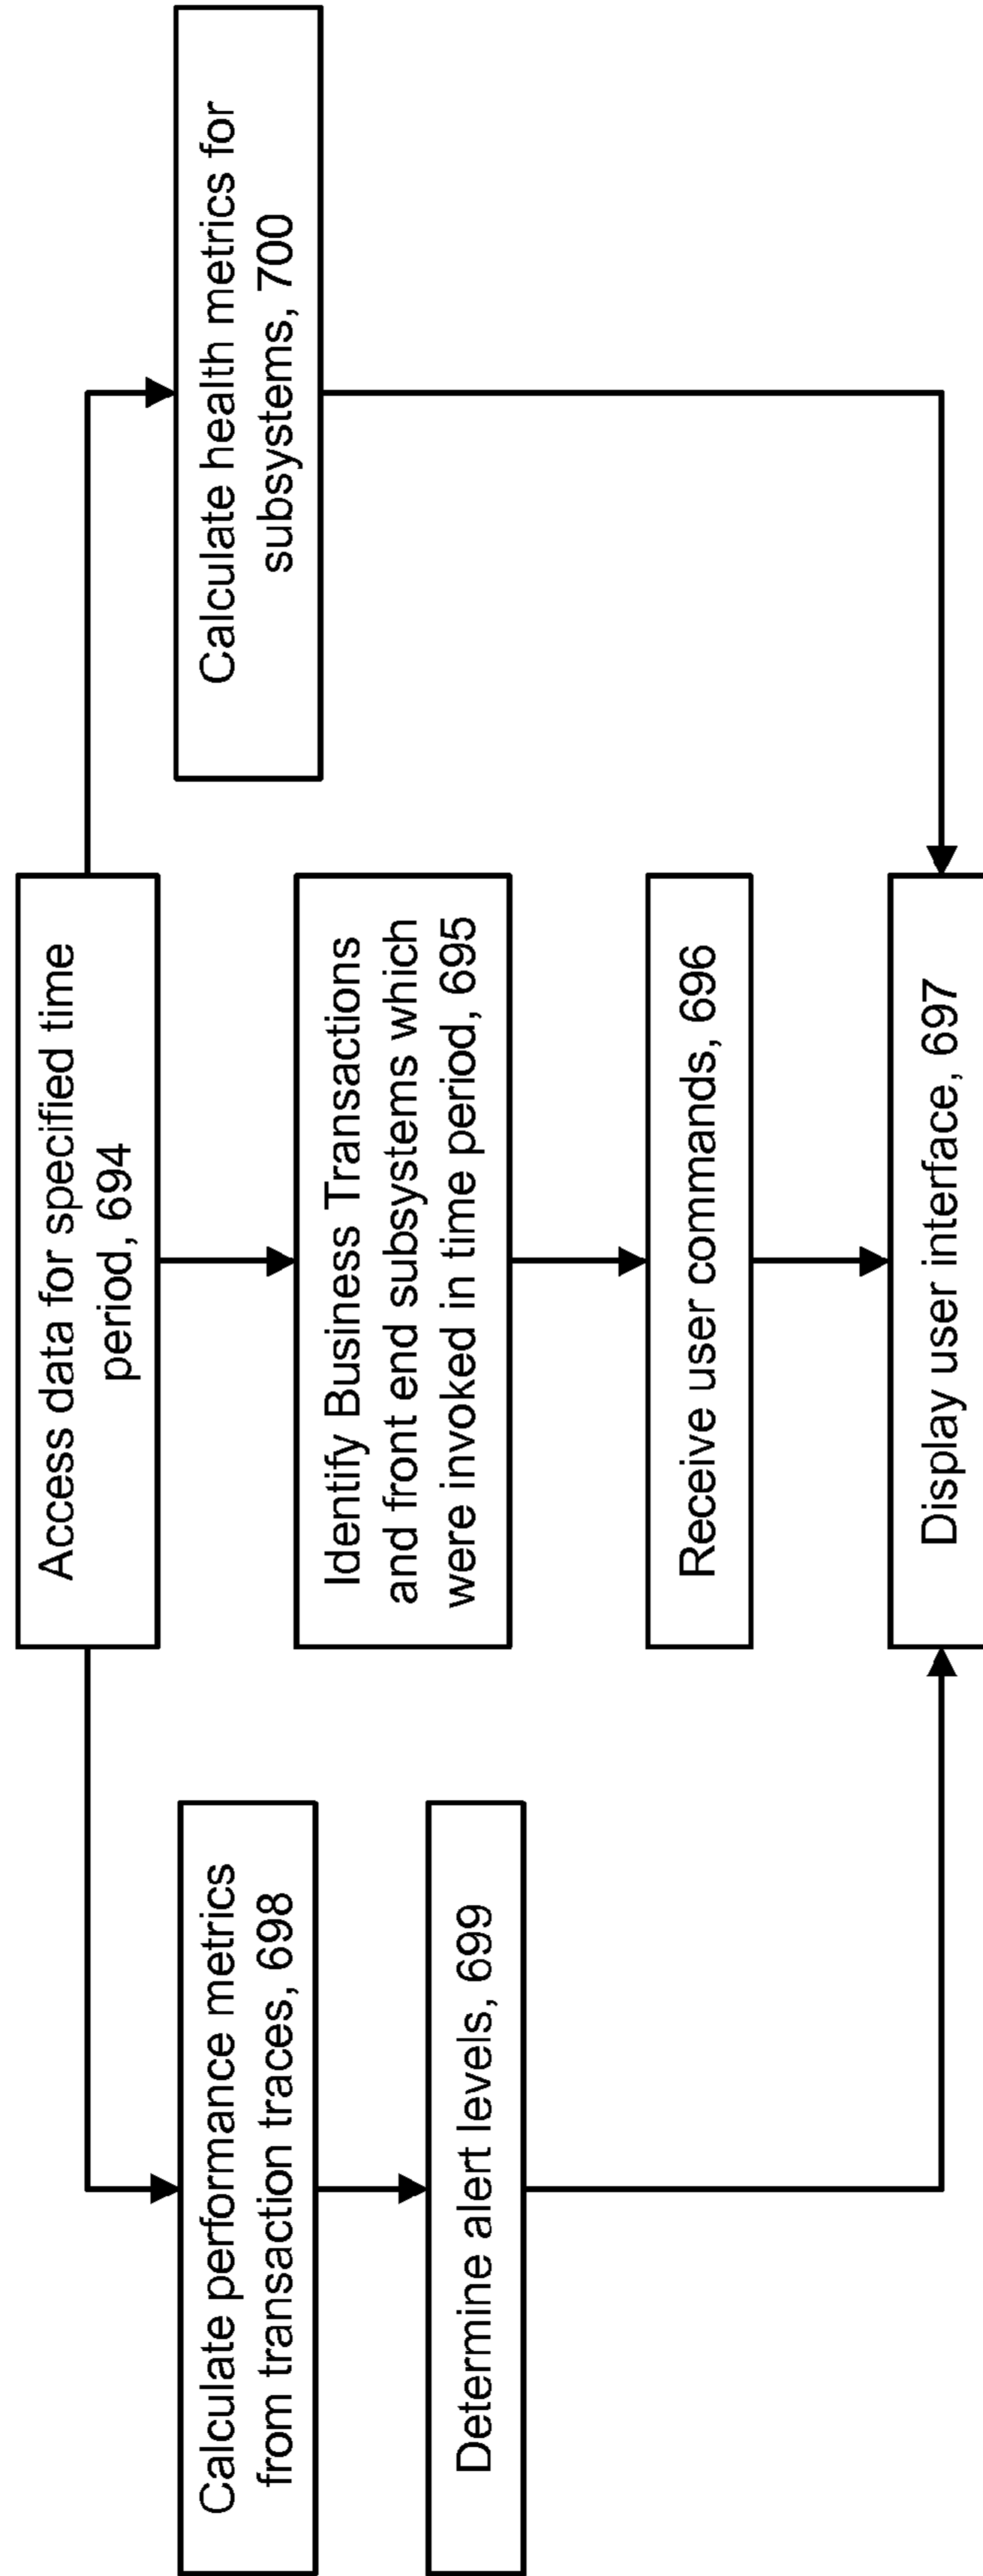 Access data for specified time
period, 694
Calculate performance metrics
from transaction traces, 698
Identify Business Transactions
and front end subsystems which
were invoked in time period, 695
Calculate health metrics for
subsystems, 700
Determine alert levels, 699
Receive user commands, 696
Display user interface, 697